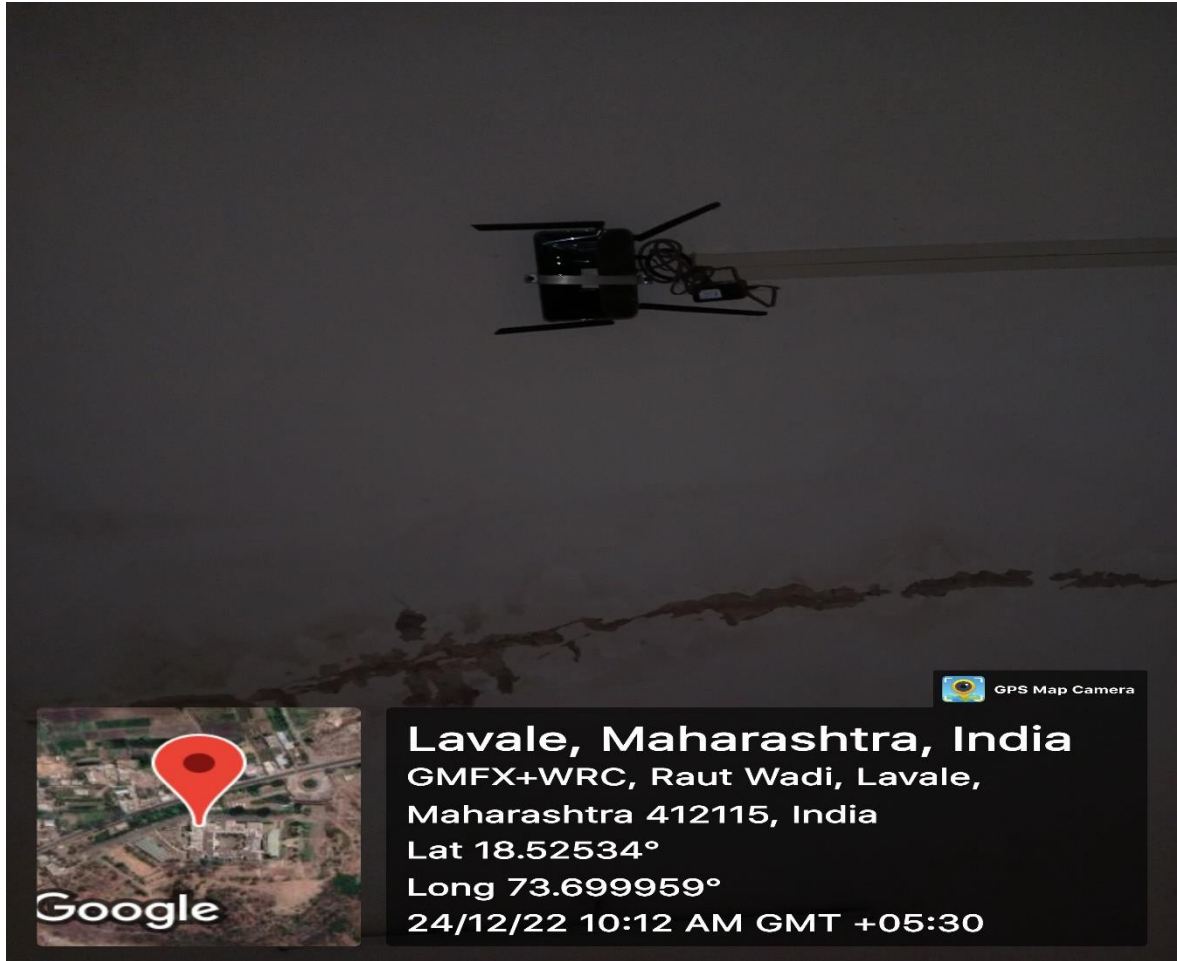 GPS Map Camera
Lavale, Maharashtra, India
GMFX+WRC, Raut Wadi, Lavale,
Maharashtra 412115, India
Lat 18.52534°
Long 73.699959°
24/12/22 10:12 AM GMT +05:30
Google